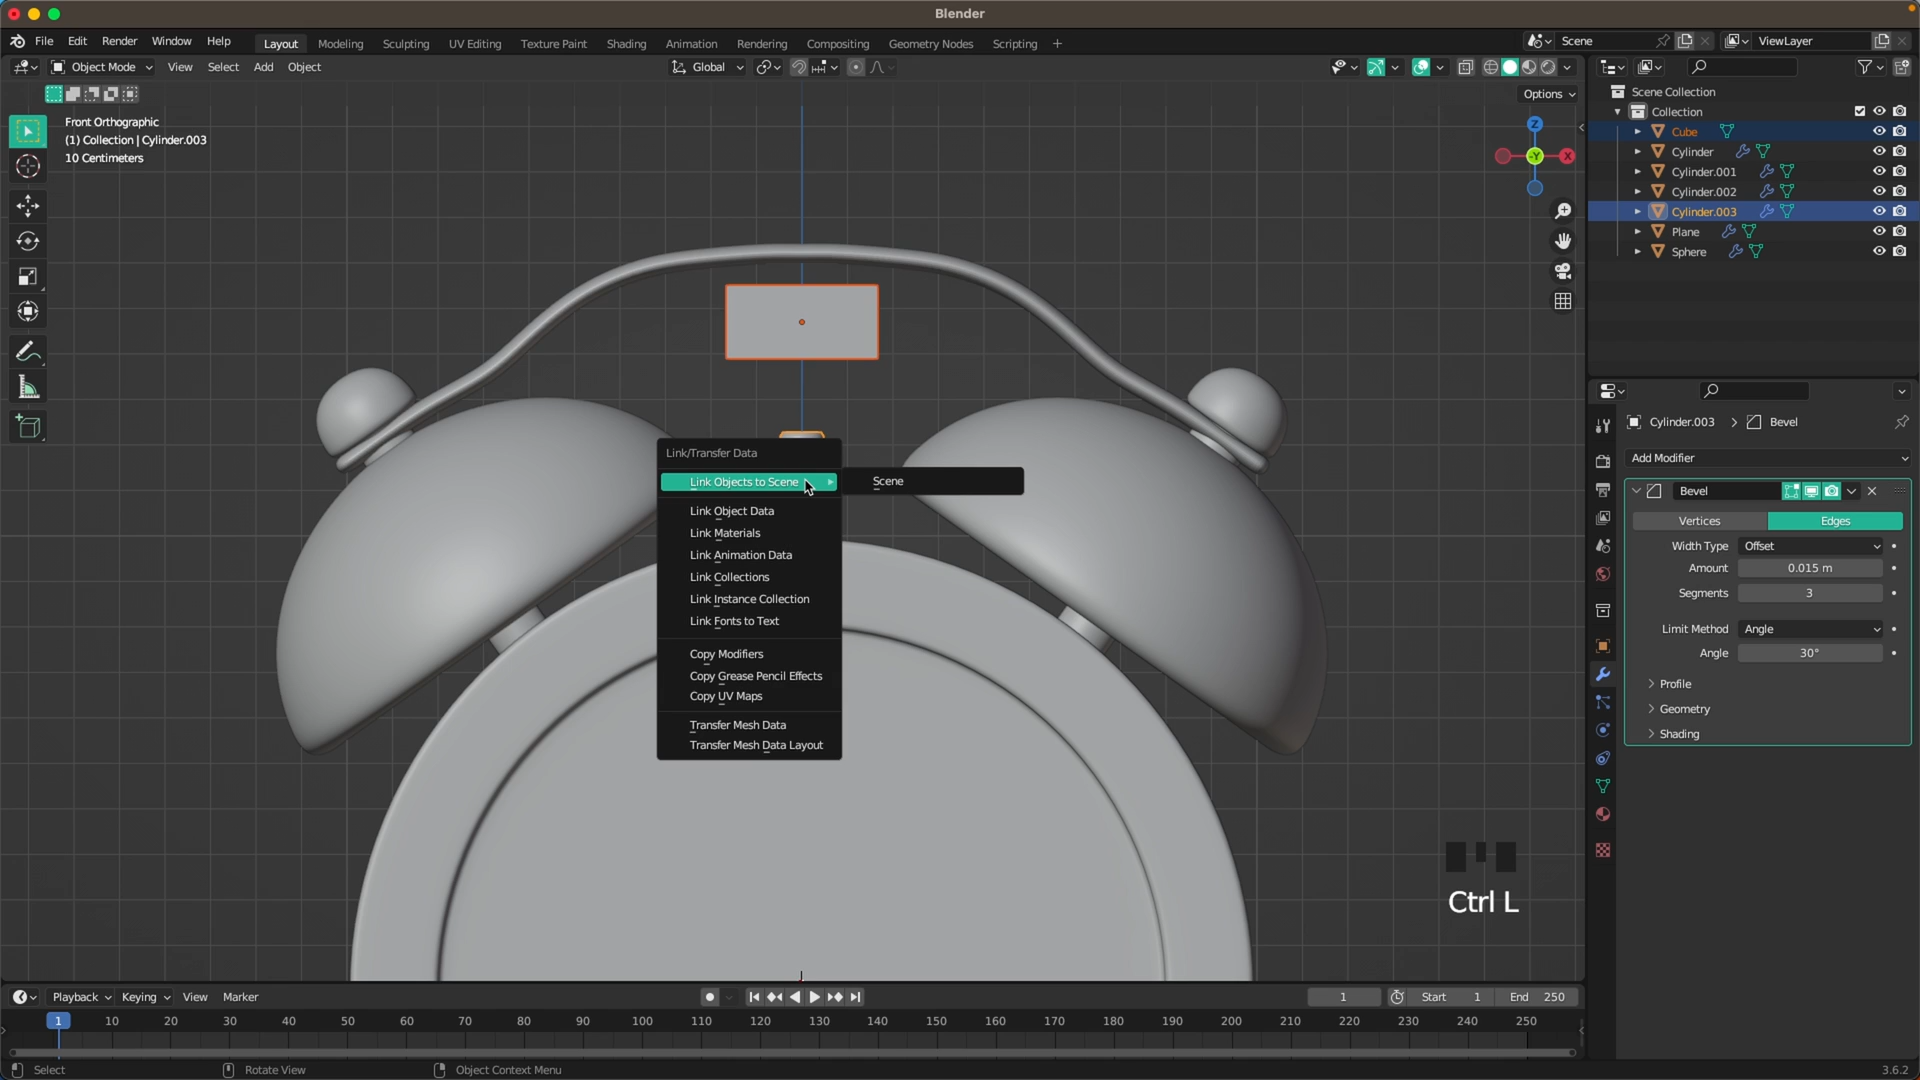 Blender
File Edit Render Window Help Layout Modeling Sculpting UV Editing Texture Paint Shading Animation Rendering Compositing Geometry Nodes Scripting + Scene ViewLayer
Object Mode View Select Add Object Global
Options
Front Orthographic
(1) Collection | Cylinder.003
10 Centimeters
Z
-Y
X
Scene Collection
Collection
Cube
Cylinder
Cylinder.001
Cylinder.002
Cylinder.003
Plane
Sphere
Link/Transfer Data
Link Objects to Scene
Scene
Link Object Data
Link Materials
Link Animation Data
Link Collections
Link Instance Collection
Link Fonts to Text
Copy Modifiers
Copy Grease Pencil Effects
Copy UV Maps
Transfer Mesh Data
Transfer Mesh Data Layout
Cylinder.003 > Bevel
Add Modifier
Bevel
Vertices Edges
Width Type Offset
Amount 0.015 m
Segments 3
Limit Method Angle
Angle 30°
Profile
Geometry
Shading
Ctrl L
Playback Keying View Marker 1 Start 1 End 250
1 10 20 30 40 50 60 70 80 90 100 110 120 130 140 150 160 170 180 190 200 210 220 230 240 250
Select Rotate View Object Context Menu 3.6.2